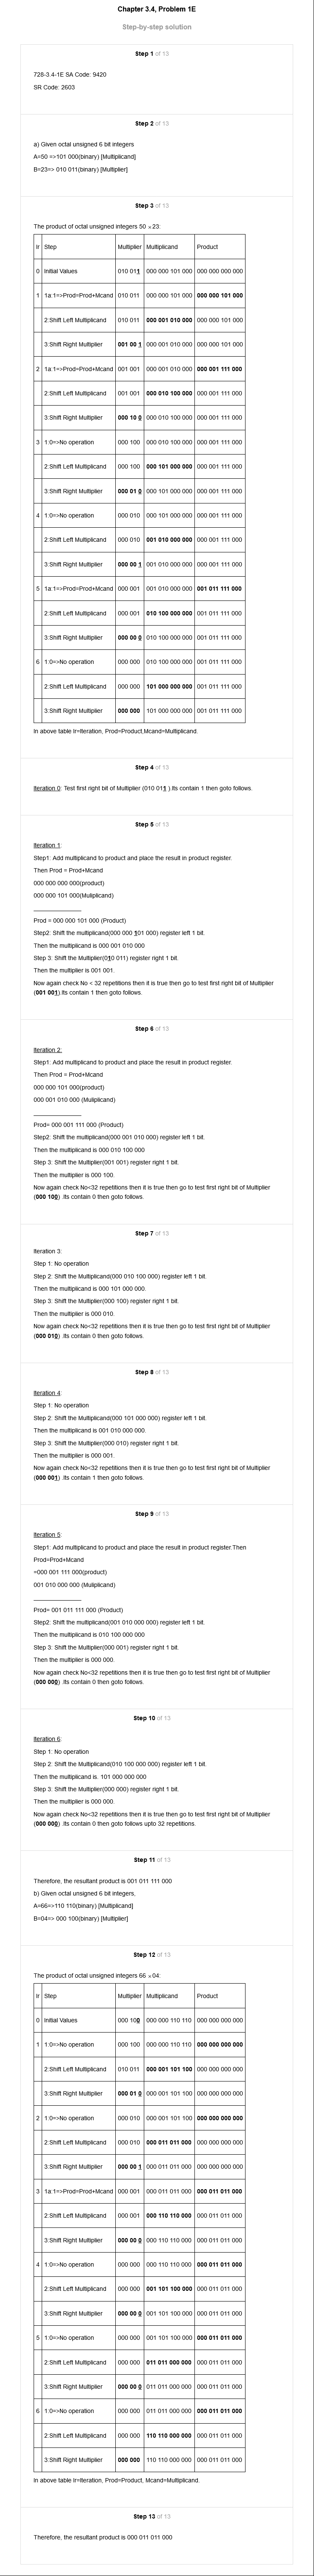 Chapter 3.4, Problem 1E
Step-by-step solution
Step 1 of 13
728-3.4-1E SA Code: 9420
SR Code: 2603
Step 2 of 13
a) Given octal unsigned 6 bit integers
A=50 =>101 000(binary) [Multiplicand]
B=23=> 010 011(binary) [Multiplier]
Step 3 of 13
The product of octal unsigned integers 50 ×23:
Ir Step Multiplier Multiplicand Product
0 Initial Values 010 011 000 000 101 000 000 000 000 000
1 1a:1=>Prod=Prod+Mcand 010 011 000 000 101 000 000 000 101 000
2:Shift Left Multiplicand 010 011 000 001 010 000 000 000 101 000
3:Shift Right Multiplier 001 00 1 000 001 010 000 000 000 101 000
2 1a:1=>Prod=Prod+Mcand 001 001 000 001 010 000 000 001 111 000
2:Shift Left Multiplicand 001 001 000 010 100 000 000 001 111 000
3:Shift Right Multiplier 000 10 0 000 010 100 000 000 001 111 000
3 1:0=>No operation 000 100 000 010 100 000 000 001 111 000
2:Shift Left Multiplicand 000 100 000 101 000 000 000 001 111 000
3:Shift Right Multiplier 000 01 0 000 101 000 000 000 001 111 000
4 1:0=>No operation 000 010 000 101 000 000 000 001 111 000
2:Shift Left Multiplicand 000 010 001 010 000 000 000 001 111 000
3:Shift Right Multiplier 000 00 1 001 010 000 000 000 001 111 000
5 1a:1=>Prod=Prod+Mcand 000 001 001 010 000 000 001 011 111 000
2:Shift Left Multiplicand 000 001 010 100 000 000 001 011 111 000
3:Shift Right Multiplier 000 00 0 010 100 000 000 001 011 111 000
6 1:0=>No operation 000 000 010 100 000 000 001 011 111 000
2:Shift Left Multiplicand 000 000 101 000 000 000 001 011 111 000
3:Shift Right Multiplier 000 000 101 000 000 000 001 011 111 000
In above table Ir=Iteration, Prod=Product,Mcand=Multiplicand.
Step 4 of 13
Iteration 0: Test first right bit of Multiplier (010 011 ).Its contain 1 then goto follows.
Step 5 of 13
Iteration 1:
Step1: Add multiplicand to product and place the result in product register.
Then Prod = Prod+Mcand
000 000 000 000(product)
000 000 101 000(Muliplicand)
Prod = 000 000 101 000 (Product)
Step2: Shift the multiplicand(000 000 101 000) register left 1 bit.
Then the multiplicand is 000 001 010 000
Step 3: Shift the Multiplier(010 011) register right 1 bit.
Then the multiplier is 001 001.
Now again check No < 32 repetitions then it is true then go to test first right bit of Multiplier
(001 001).Its contain 1 then goto follows.
Step 6 of 13
Iteration 2:
Step1: Add multiplicand to product and place the result in product register.
Then Prod = Prod+Mcand
000 000 101 000(product)
000 001 010 000 (Muliplicand)
Prod= 000 001 111 000 (Product)
Step2: Shift the multiplicand(000 001 010 000) register left 1 bit.
Then the multiplicand is 000 010 100 000
Step 3: Shift the Multiplier(001 001) register right 1 bit.
Then the multiplier is 000 100.
Now again check No<32 repetitions then it is true then go to test first right bit of Multiplier
(000 100) .Its contain 0 then goto follows.
Step 7 of 13
Iteration 3:
Step 1: No operation
Step 2: Shift the Multiplicand(000 010 100 000) register left 1 bit.
Then the multiplicand is 000 101 000 000.
Step 3: Shift the Multiplier(000 100) register right 1 bit.
Then the multiplier is 000 010.
Now again check No<32 repetitions then it is true then go to test first right bit of Multiplier
(000 010) .Its contain 0 then goto follows.
Step 8 of 13
Iteration 4:
Step 1: No operation
Step 2: Shift the Multiplicand(000 101 000 000) register left 1 bit.
Then the multiplicand is 001 010 000 000.
Step 3: Shift the Multiplier(000 010) register right 1 bit.
Then the multiplier is 000 001.
Now again check No<32 repetitions then it is true then go to test first right bit of Multiplier
(000 001) .Its contain 1 then goto follows.
Step 9 of 13
Iteration 5:
Step1: Add multiplicand to product and place the result in product register.Then
Prod=Prod+Mcand
=000 001 111 000(product)
001 010 000 000 (Muliplicand)
Prod= 001 011 111 000 (Product)
Step2: Shift the multiplicand(001 010 000 000) register left 1 bit.
Then the multiplicand is 010 100 000 000
Step 3: Shift the Multiplier(000 001) register right 1 bit.
Then the multiplier is 000 000.
Now again check No<32 repetitions then it is true then go to test first right bit of Multiplier
(000 000) .Its contain 0 then goto follows.
Step 10 of 13
Iteration 6:
Step 1: No operation
Step 2: Shift the Multiplicand(010 100 000 000) register left 1 bit.
Then the multiplicand is 101 000 000 000
Step 3: Shift the Multiplier(000 000) register right 1 bit.
Then the multiplier is 000 000.
Now again check No<32 repetitions then it is true then go to test first right bit of Multiplier
(000 000) .Its contain 0 then goto follows upto 32 repetitions.
Step 11 of 13
Therefore, the resultant product is 001 011 111 000
b) Given octal unsigned 6 bit integers,
A=66=>110 110(binary) [Multiplicand]
B=04=> 000 100(binary) [Multiplier]
Step 12 of 13
The product of octal unsigned integers 66 ×04:
Ir Step Multiplier Multiplicand Product
0 Initial Values 000 100 000 000 110 110 000 000 000 000
1 1:0=>No operation 000 100 000 000 110 110 000 000 000 000
2:Shift Left Multiplicand 010 011 000 001 101 100 000 000 000 000
3:Shift Right Multiplier 000 01 0 000 001 101 100 000 000 000 000
2 1:0=>No operation 000 010 000 001 101 100 000 000 000 000
2:Shift Left Multiplicand 000 010 000 011 011 000 000 000 000 000
3:Shift Right Multiplier 000 00 1 000 011 011 000 000 000 000 000
3 1a:1=>Prod=Prod+Mcand 000 001 000 011 011 000 000 011 011 000
2:Shift Left Multiplicand 000 001 000 110 110 000 000 011 011 000
3:Shift Right Multiplier 000 00 0 000 110 110 000 000 011 011 000
4 1:0=>No operation 000 000 000 110 110 000 000 011 011 000
2:Shift Left Multiplicand 000 000 001 101 100 000 000 011 011 000
3:Shift Right Multiplier 000 00 0 001 101 100 000 000 011 011 000
5 1:0=>No operation 000 000 001 101 100 000 000 011 011 000
2:Shift Left Multiplicand 000 000 011 011 000 000 000 011 011 000
3:Shift Right Multiplier 000 00 0 011 011 000 000 000 011 011 000
6 1:0=>No operation 000 000 011 011 000 000 000 011 011 000
2:Shift Left Multiplicand 000 000 110 110 000 000 000 011 011 000
3:Shift Right Multiplier 000 000 110 110 000 000 000 011 011 000
In above table Ir=Iteration, Prod=Product, Mcand=Multiplicand.
Step 13 of 13
Therefore, the resultant product is 000 011 011 000